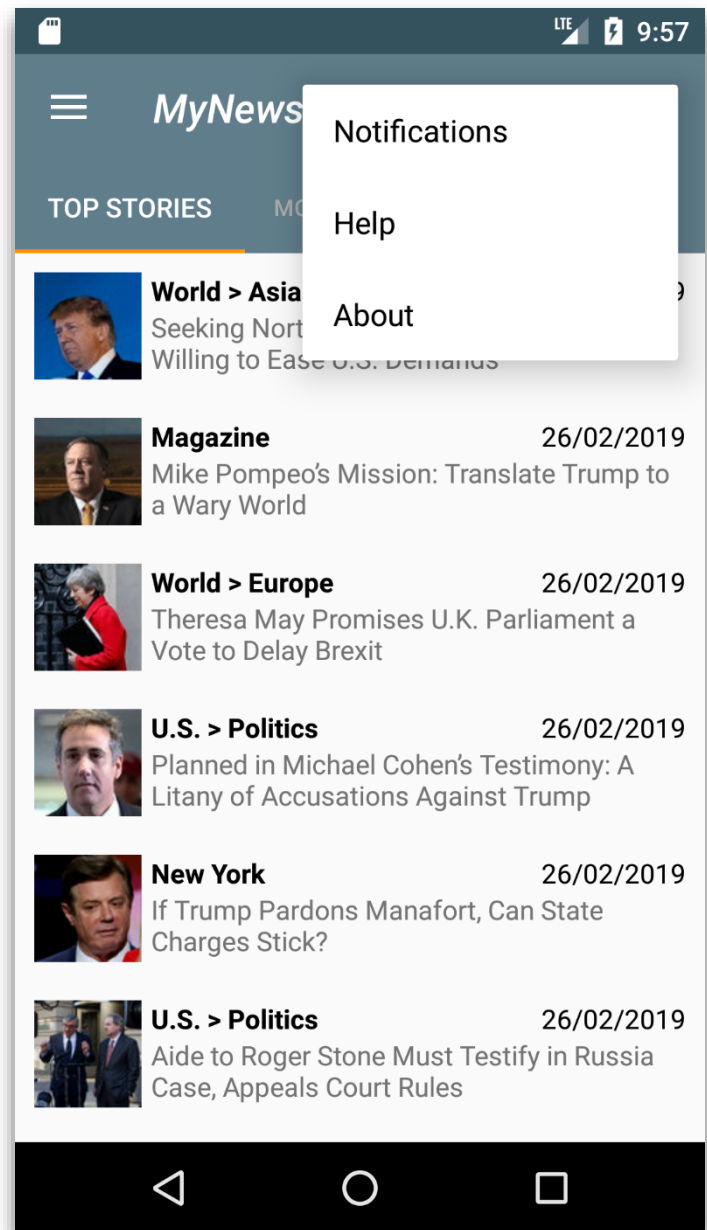 LTE 9:57
MyNews
Notifications
Help
About
TOP STORIES
World > Asia
Seeking
Willing to Ease U.S. Demands
Magazine 26/02/2019
Mike Pompeo’s Mission: Translate Trump to
a Wary World
World > Europe 26/02/2019
Theresa May Promises U.K. Parliament a
Vote to Delay Brexit
U.S. > Politics 26/02/2019
Planned in Michael Cohen’s Testimony: A
Litany of Accusations Against Trump
New York 26/02/2019
If Trump Pardons Manafort, Can State
Charges Stick?
U.S. > Politics 26/02/2019
Aide to Roger Stone Must Testify in Russia
Case, Appeals Court Rules